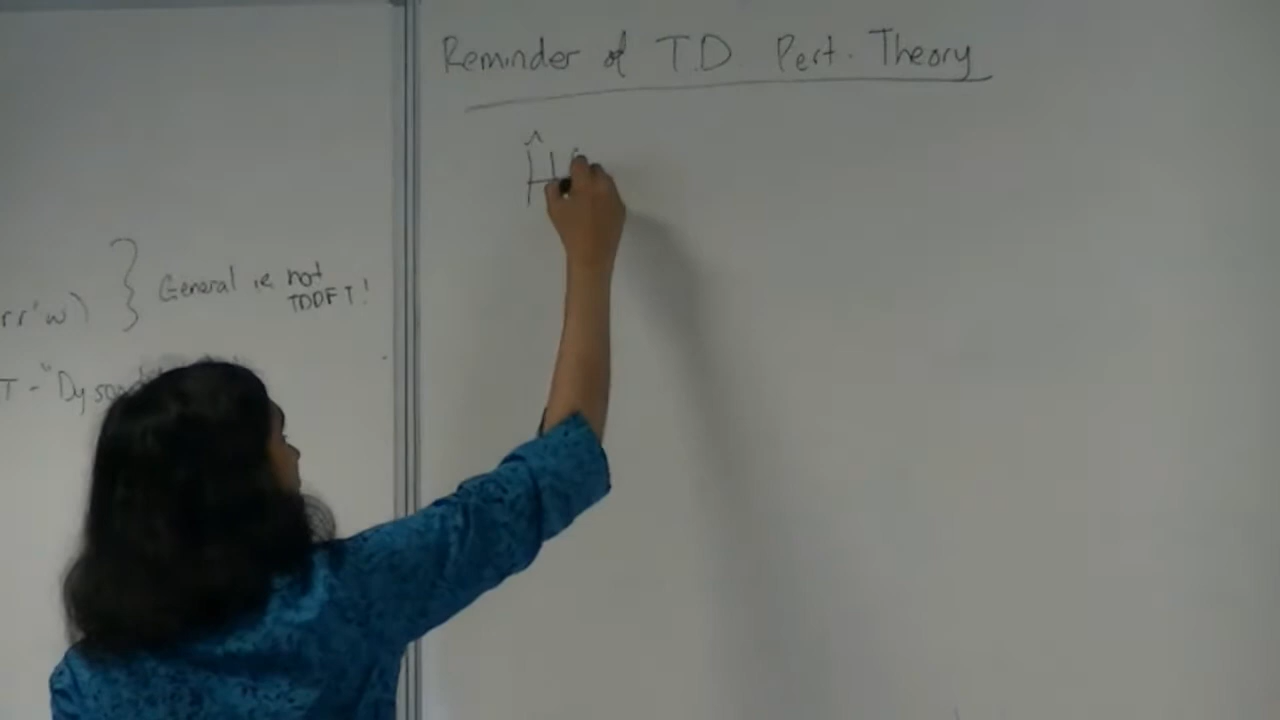 rr'w) } General ie not
TDDFT!
T - "Dyson
Reminder of T.D. Pert. Theory
Ĥ(